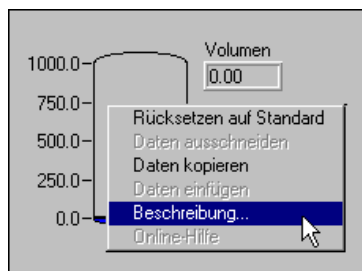 Volumen
1000.0
0.00
750.0
Rücksetzen auf Standard
500.0
Daten ausschneiden
Daten kopieren
250.0
Daten einfügen
0.0
Beschreibung...
Online-Hilfe